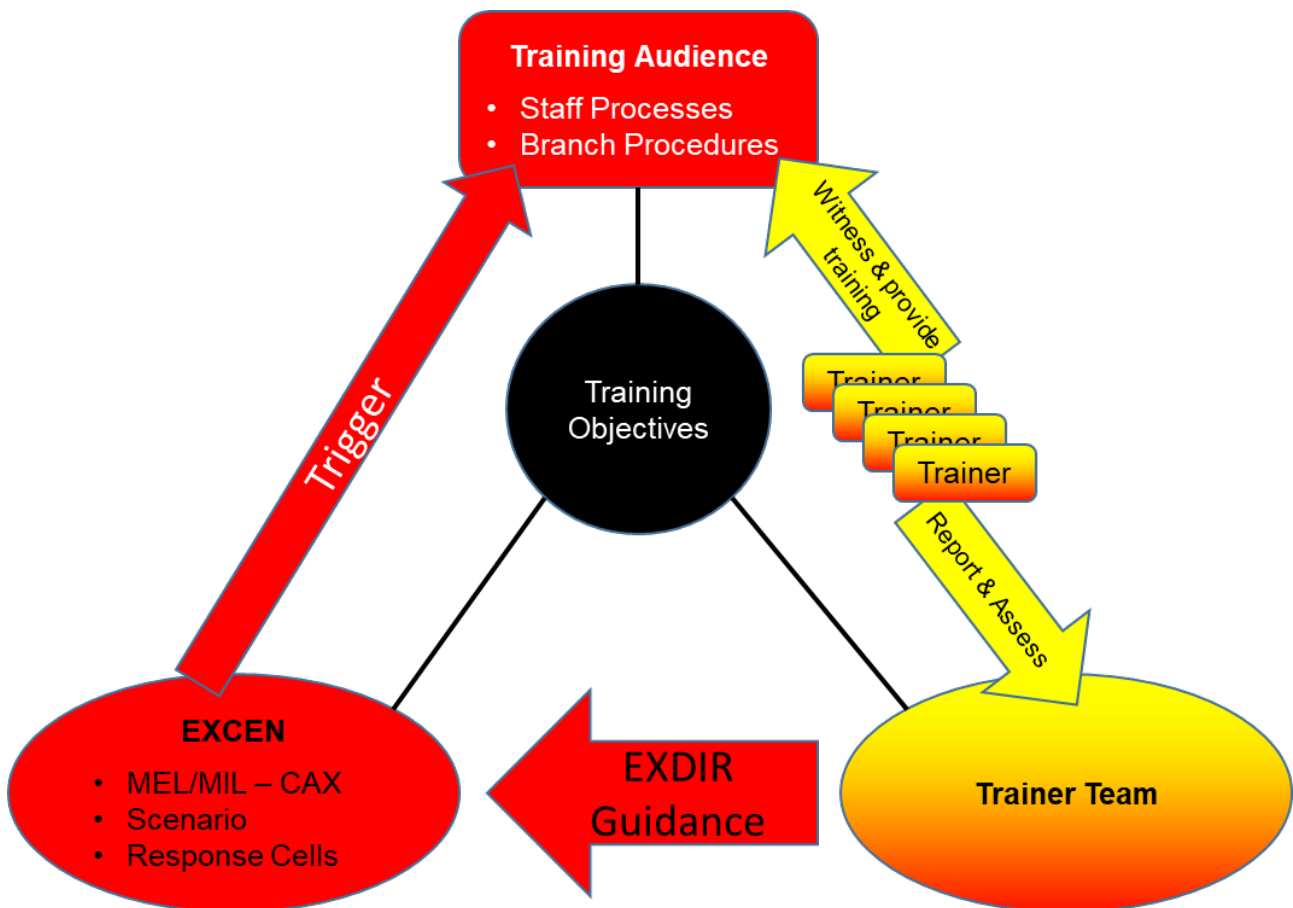 Training Audience
• Staff Processes
• Branch Procedures
Witness & provide
training
Trigger
Training
Objectives
Trainer
Trainer
Trainer
Trainer
Report & Assess
EXCEN
• MEL/MIL – CAX
• Scenario
• Response Cells
EXDIR
Guidance
Trainer Team